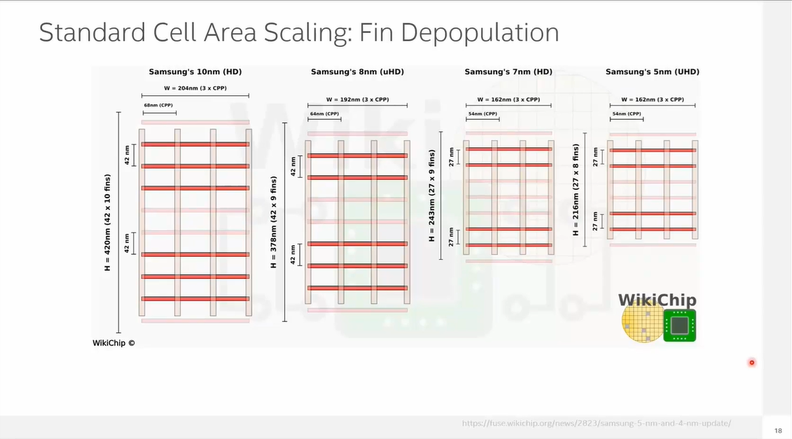 Standard Cell Area Scaling: Fin Depopulation
Samsung's 10nm (HD)
W = 204nm (3 x CPP)
68nm (CPP)
42 nm
42 nm
H = 420nm (42 x 10 fins)
Samsung's 8nm (uHD)
W = 192nm (3 x CPP)
64nm (CPP)
42 nm
42 nm
H = 378nm (42 x 9 fins)
Samsung's 7nm (HD)
W = 162nm (3 x CPP)
54nm (CPP)
27 nm
27 nm
H = 243nm (27 x 9 fins)
Samsung's 5nm (UHD)
W = 162nm (3 x CPP)
54nm (CPP)
27 nm
27 nm
H = 216nm (27 x 8 fins)
Wiki
WikiChip
WikiChip ©
https://fuse.wikichip.org/news/2823/samsung-5-nm-and-4-nm-update/
18